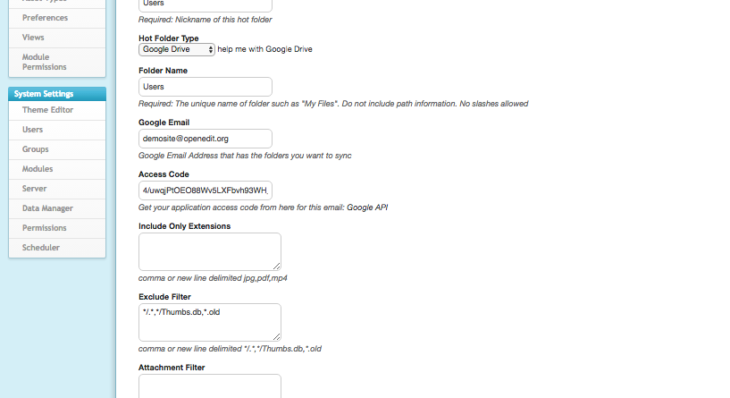 Preferences
Views
Module
Permissions
System Settings
Theme Editor
Users
Groups
Modules
Server
Data Manager
Permissions
Scheduler
Users
Required: Nickname of this hot folder
Hot Folder Type
Google Drive help me with Google Drive
Folder Name
Users
Required: The unique name of folder such as "My Files". Do not include path information. No slashes allowed
Google Email
demosite@openedit.org
Google Email Address that has the folders you want to sync
Access Code
4/uwqjPtOEO88Wv5LXFbvh93WH_
Get your application access code from here for this email: Google API
Include Only Extensions
comma or new line delimited jpg,pdf,mp4
Exclude Filter
*/.*,*/Thumbs.db,*.old
comma or new line delimited */.*,*/Thumbs.db,*.old
Attachment Filter